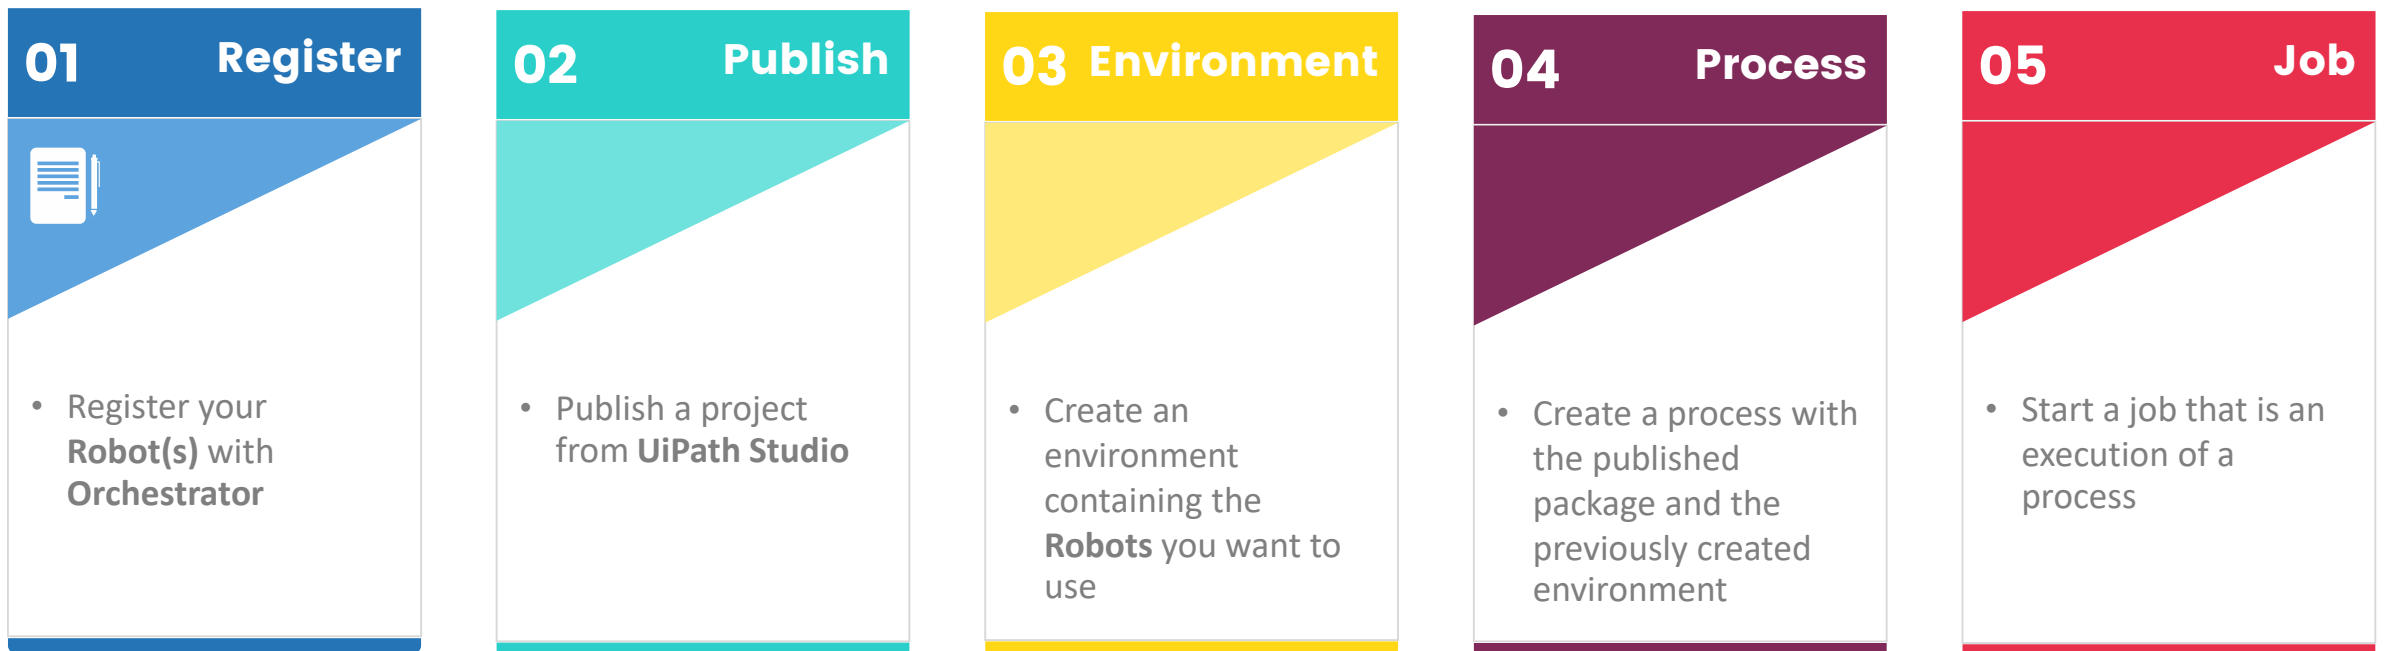 01 Register
• Register your
Robot(s) with
Orchestrator
02 Publish
• Publish a project
from UiPath Studio
03 Environment
• Create an
environment
containing the
Robots you want to
use
04 Process
• Create a process with
the published
package and the
previously created
environment
05 Job
• Start a job that is an
execution of a
process